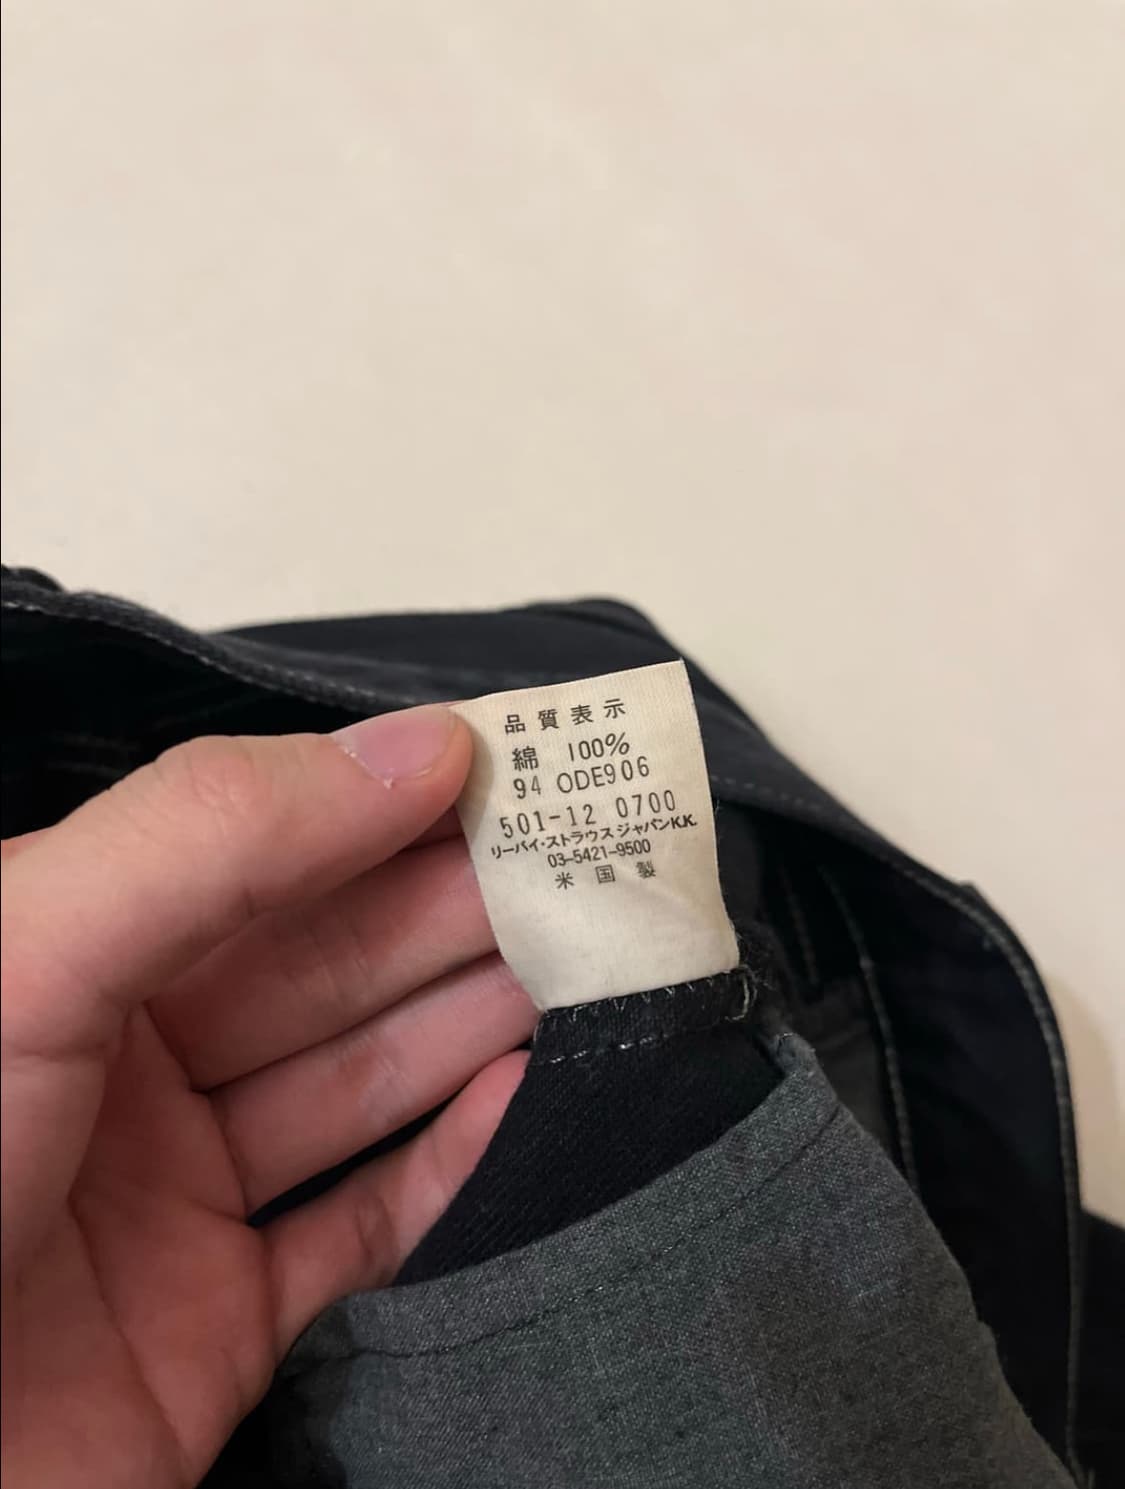 品質表示
綿 100%
94 ODE906
501-12 0700
リーバイ・ストラウス ジャパンK.K.
03-5421-9500
米国製